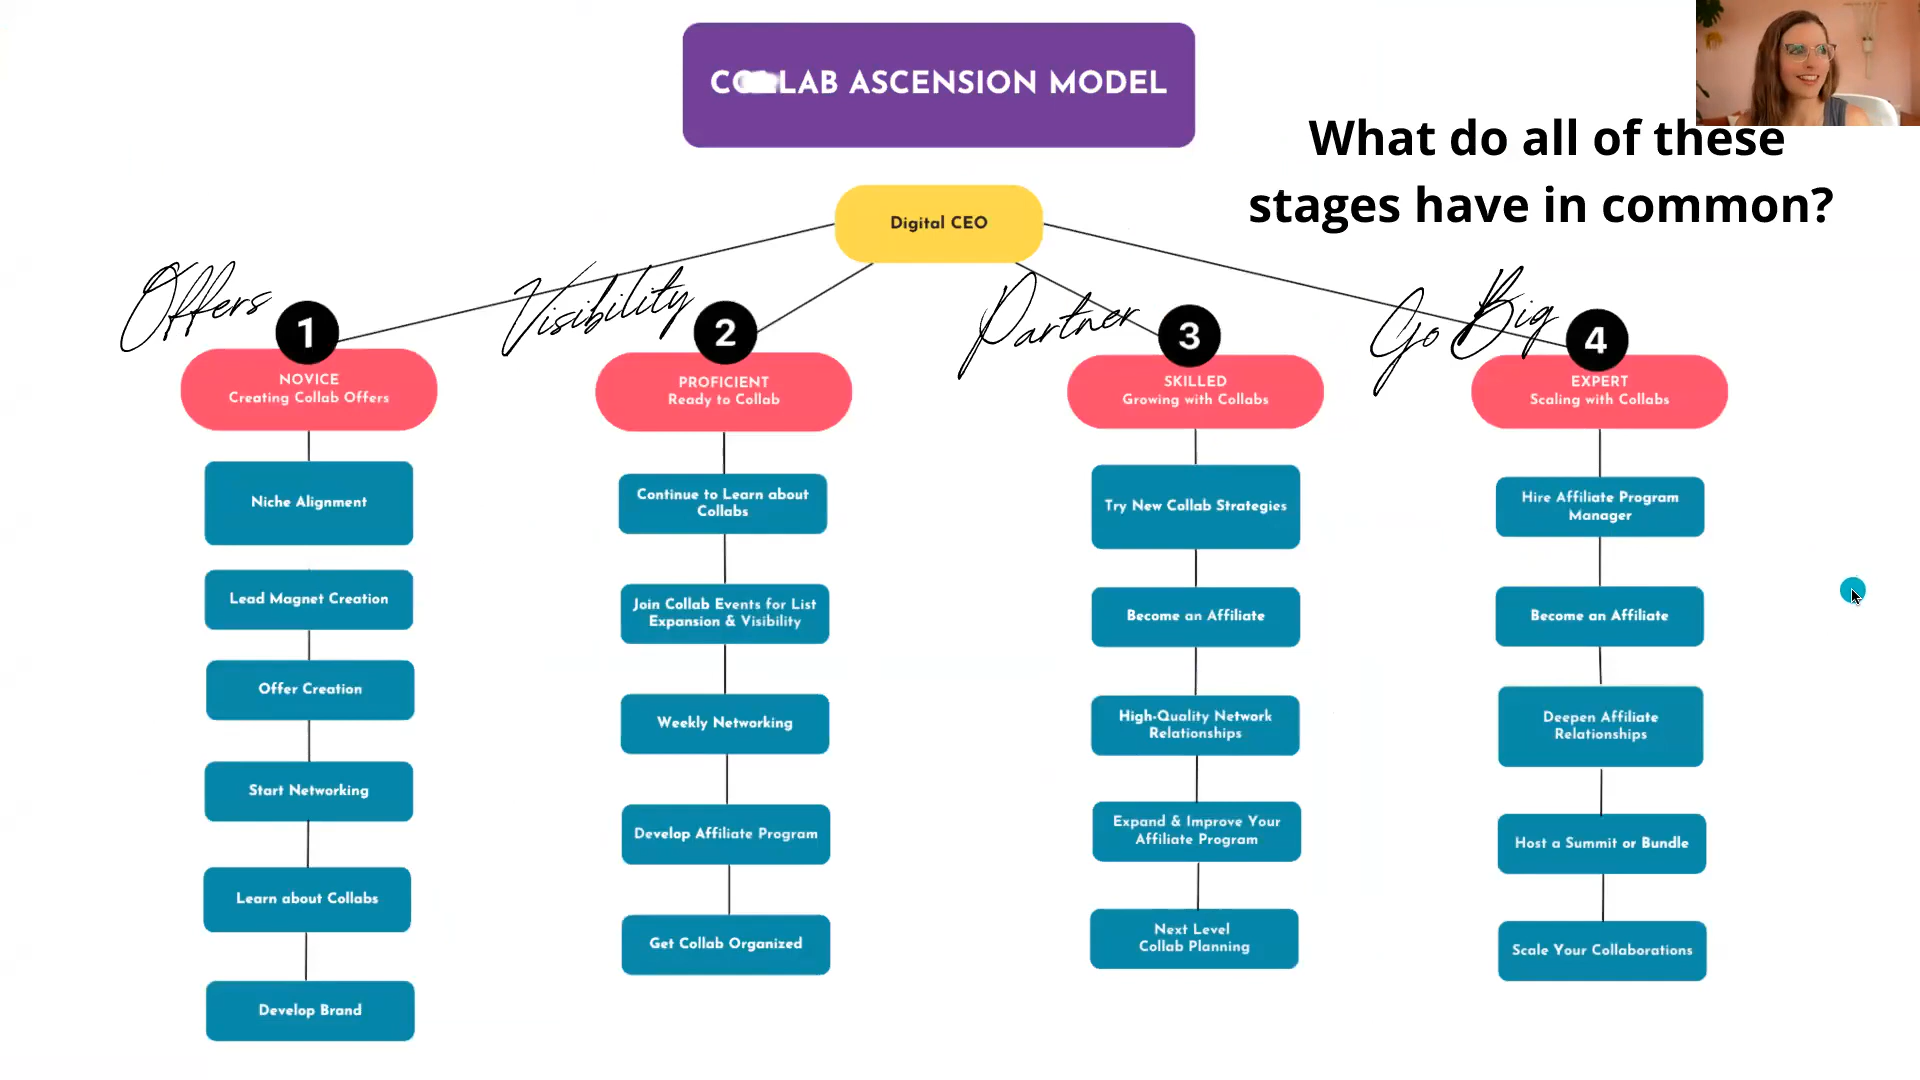 COLLAB ASCENSION MODEL
What do all of these
stages have in common?
Digital CEO
Offers
1
NOVICE
Creating Collab Offers
Niche Alignment
Lead Magnet Creation
Offer Creation
Start Networking
Learn about Collabs
Develop Brand
Visibility
2
PROFICIENT
Ready to Collab
Continue to Learn about
Collabs
Join Collab Events for List
Expansion & Visibility
Weekly Networking
Develop Affiliate Program
Get Collab Organized
Partner
3
SKILLED
Growing with Collabs
Try New Collab Strategies
Become an Affiliate
High-Quality Network
Relationships
Expand & Improve Your
Affiliate Program
Next Level
Collab Planning
Go Big
4
EXPERT
Scaling with Collabs
Hire Affiliate Program
Manager
Become an Affiliate
Deepen Affiliate
Relationships
Host a Summit or Bundle
Scale Your Collaborations